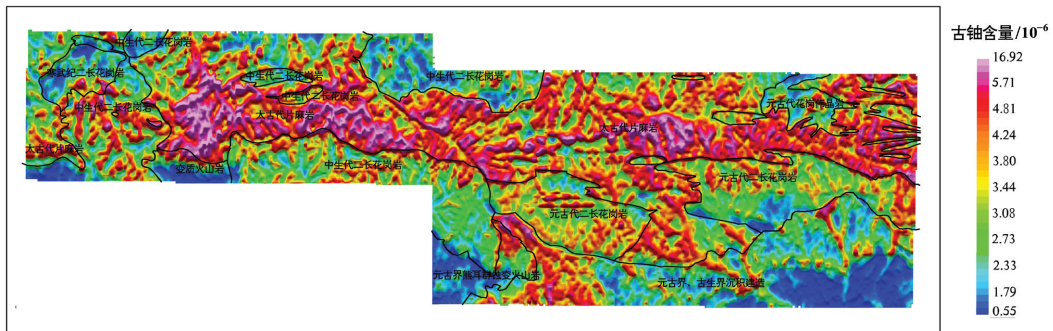 古铀含量/10⁻⁶
16.92
5.71
4.81
4.24
3.80
3.44
3.08
2.73
2.33
1.79
0.55
中生代二长花岗岩
寒武纪二长花岗岩
中生代二长花岗岩
中生代二长花岗岩
中生代二长花岗岩
中生代二长花岗岩
太古代片麻岩
太古代片麻岩
太古代片麻岩
变质火山岩
中生代二长花岗岩
元古代花岗伟晶岩
元古代二长花岗岩
元古代二长花岗岩
元古界熊耳群浅变火山岩
元古界、古生界沉积建造